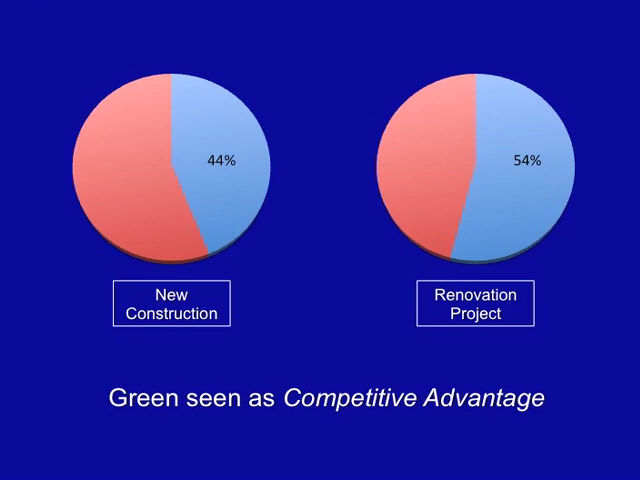 44%
54%
New
Construction
Renovation
Project
Green seen as Competitive Advantage